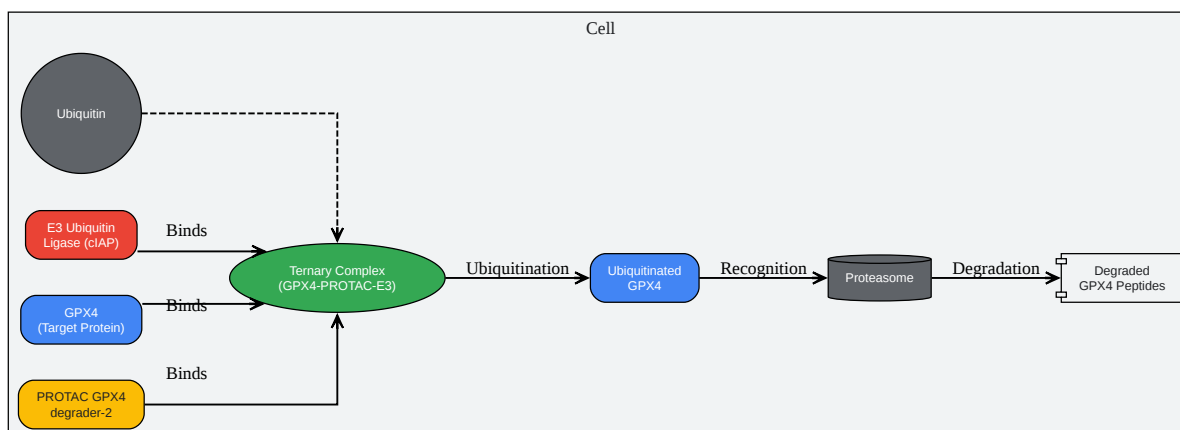 Cell
Ubiquitin
E3 Ubiquitin
Ligase (cIAP)
Binds
GPX4
(Target Protein)
Binds
PROTAC GPX4
degrader-2
Binds
Ternary Complex
(GPX4-PROTAC-E3)
Ubiquitination
Ubiquitinated
GPX4
Recognition
Proteasome
Degradation
Degraded
GPX4 Peptides